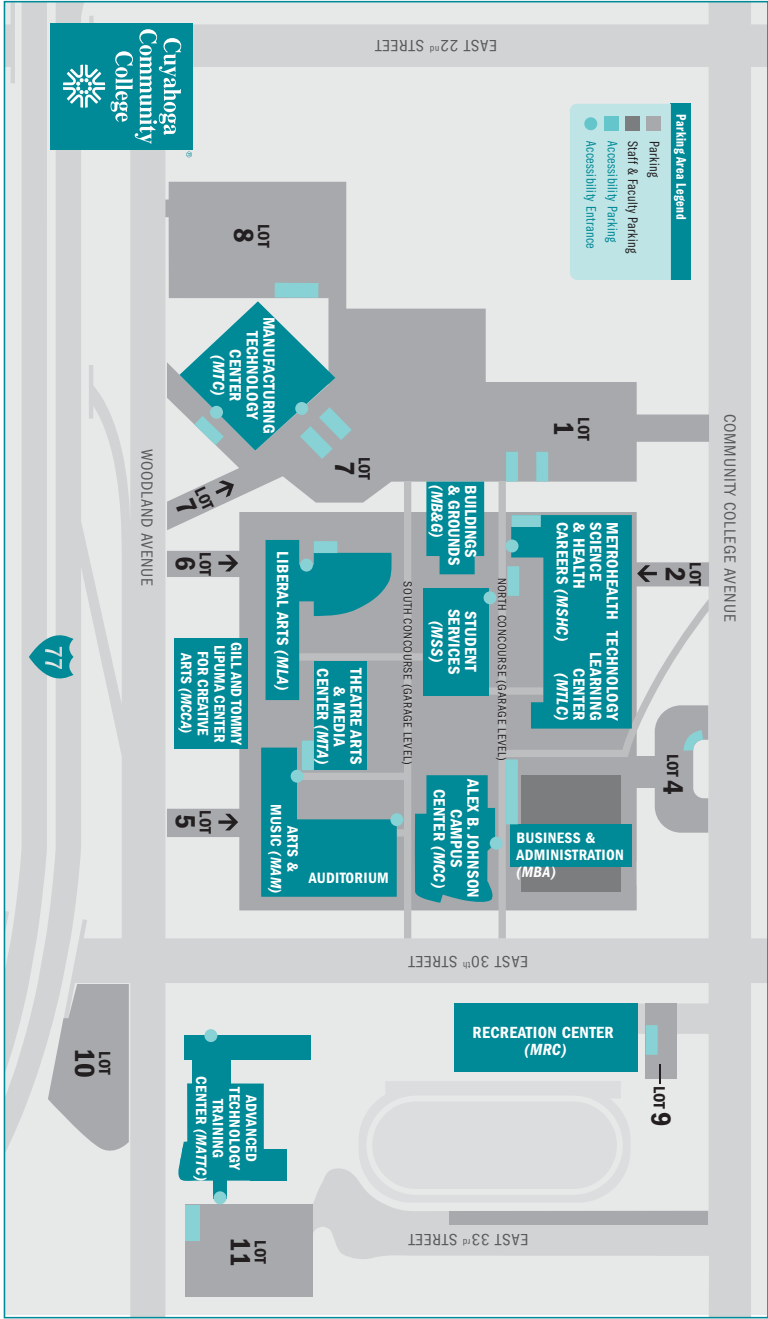 EAST 22nd STREET
Cuyahoga
Community
College
®
Parking Area Legend
Parking
Staff & Faculty Parking
Accessibility Parking
Accessibility Entrance
COMMUNITY COLLEGE AVENUE
WOODLAND AVENUE
LOT
8
MANUFACTURING
TECHNOLOGY
CENTER
(MTC)
LOT
1
LOT
7
LOT
7
LOT
6
LOT
2
BUILDINGS
& GROUNDS
(MB&G)
METROHEALTH
SCIENCE
& HEALTH
CAREERS (MSHC)
TECHNOLOGY
LEARNING
CENTER
(MTLC)
NORTH CONCOURSE (GARAGE LEVEL)
SOUTH CONCOURSE (GARAGE LEVEL)
STUDENT
SERVICES
(MSS)
LIBERAL ARTS (MLA)
GILL AND TOMMY
LIPUMA CENTER
FOR CREATIVE
ARTS (MCCA)
THEATRE ARTS
& MEDIA
CENTER (MTA)
77
LOT 4
LOT
5
ARTS &
MUSIC (MAM)
AUDITORIUM
ALEX B. JOHNSON
CAMPUS
CENTER (MCC)
BUSINESS &
ADMINISTRATION
(MBA)
EAST 30th STREET
RECREATION CENTER
(MRC)
LOT 9
LOT
10
ADVANCED
TECHNOLOGY
TRAINING
CENTER (MATTC)
LOT
11
EAST 33rd STREET